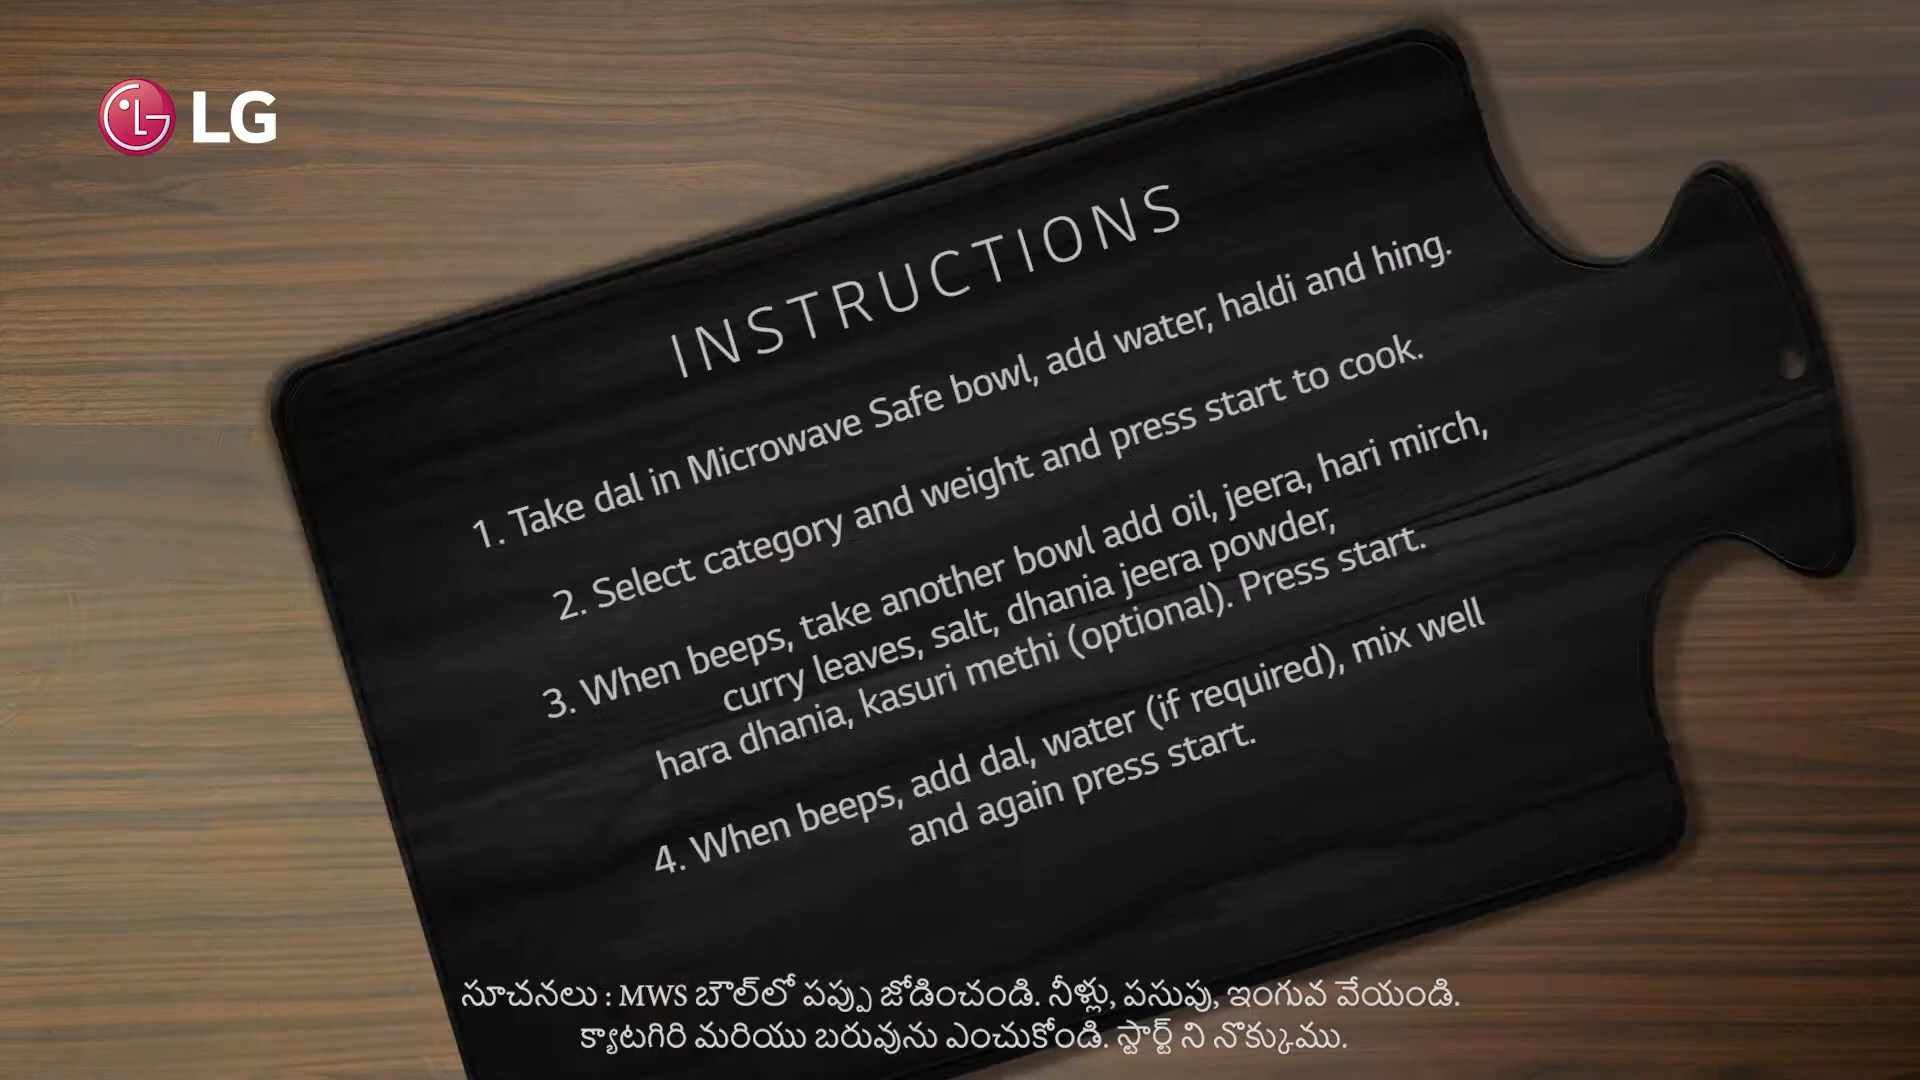 LG
INSTRUCTIONS
1. Take dal in Microwave Safe bowl, add water, haldi and hing.
2. Select category and weight and press start to cook.
3. When beeps, take another bowl add oil, jeera, hari mirch,
curry leaves, salt, dhania jeera powder,
hara dhania, kasuri methi (optional). Press start.
4. When beeps, add dal, water (if required), mix well
and again press start.
సూచనలు : MWS బౌల్‌లో పప్పు జోడించండి. నీళ్లు, పసుపు, ఇంగువ వేయండి.
క్యాటగిరి మరియు బరువును ఎంచుకోండి. స్టార్ట్ ని నొక్కుము.